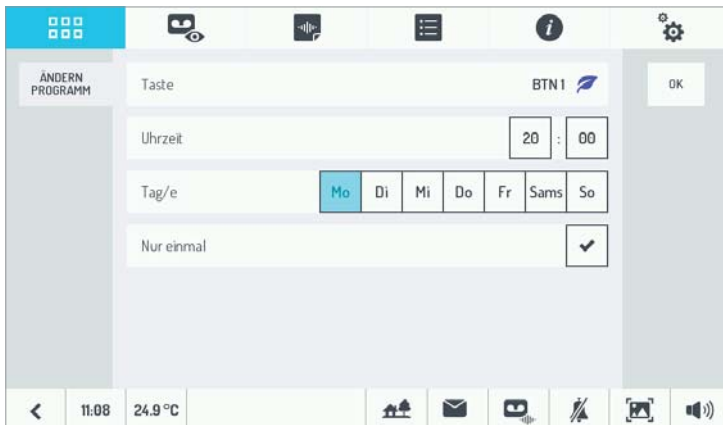 ÄNDERN
PROGRAMM
Taste BTN 1
OK
Uhrzeit 20 : 00
Tag/e Mo Di Mi Do Fr Sams So
Nur einmal
11:08 24.9 °C